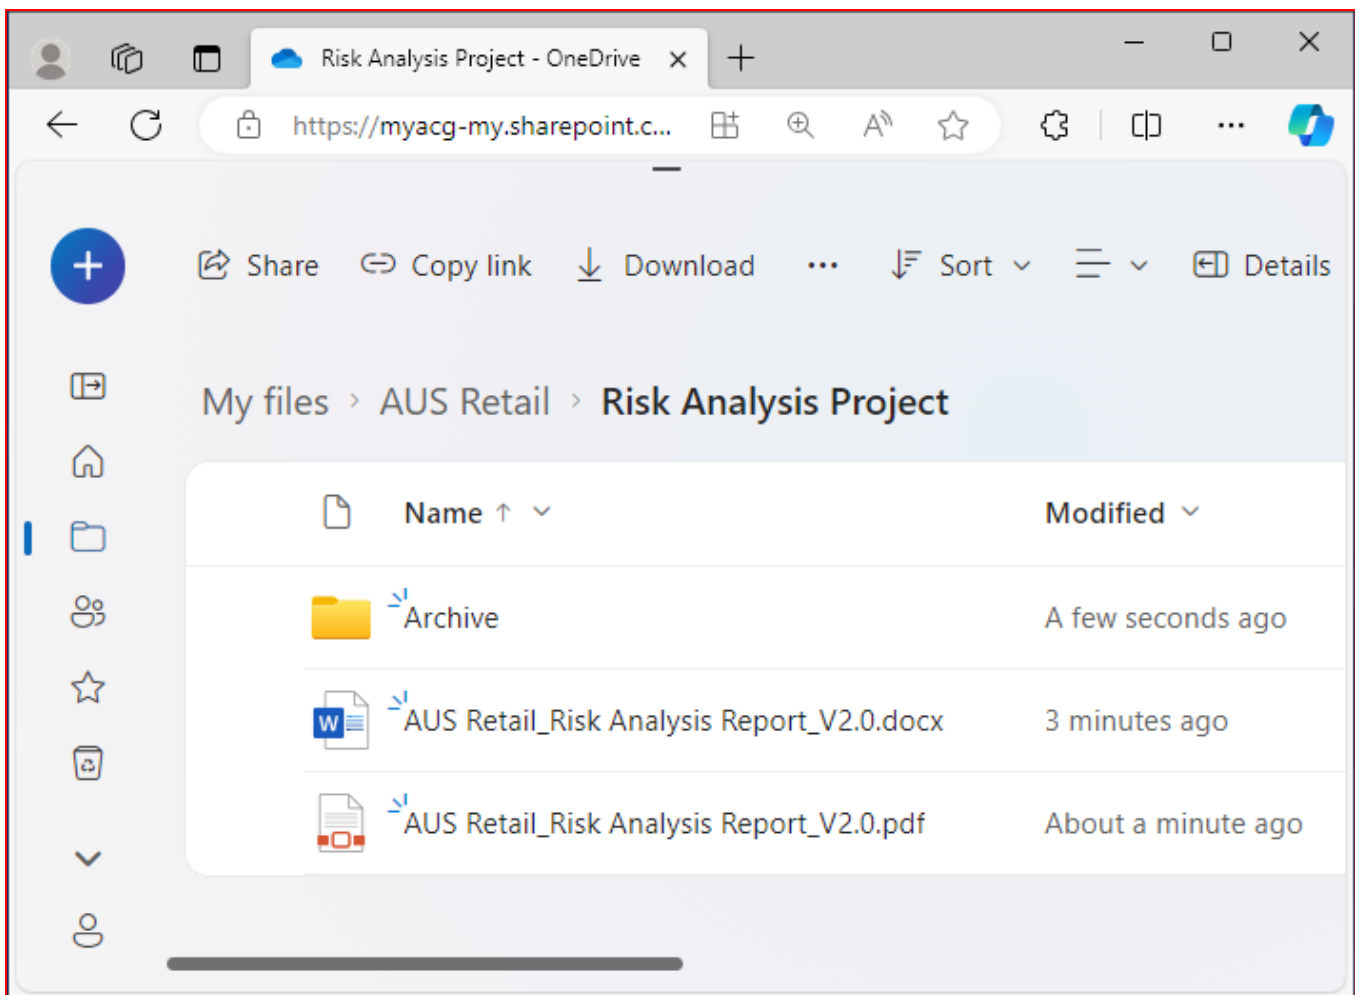 Risk Analysis Project - OneDrive
https://myacg-my.sharepoint.c...
Share Copy link Download ... Sort Details
My files > AUS Retail > Risk Analysis Project
Name Modified
Archive A few seconds ago
AUS Retail_Risk Analysis Report_V2.0.docx 3 minutes ago
AUS Retail_Risk Analysis Report_V2.0.pdf About a minute ago